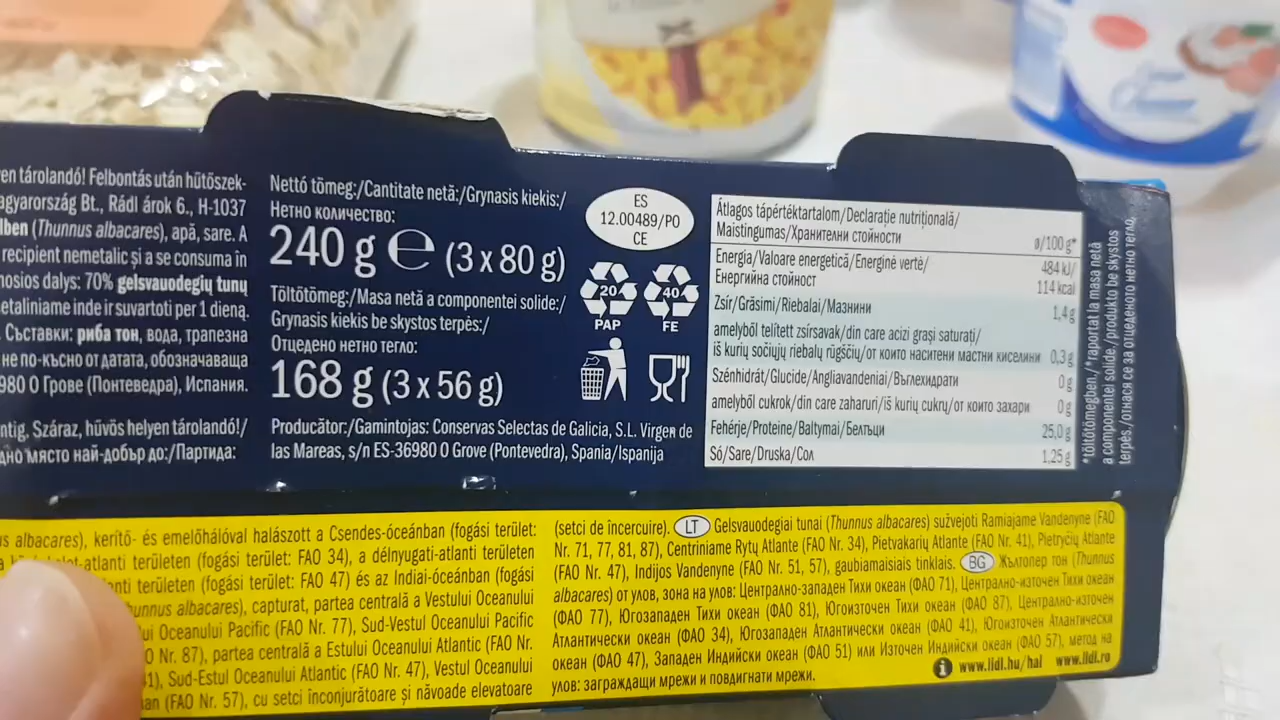 en tárolandó! Felbontás után hűtőszek-
agyarország Bt., Rádl árok 6., H-1037
lben (Thunnus albacares), apă, sare. A
recipient nemetalic și a se consuma în
nosios dalys: 70% gelsvauodegių tunų
etaliniame inde ir suvartoti per 1 dieną.
Съставки: риба тон, вода, трапезна
не по-късно от датата, обозначаваща
980 O Грове (Понтеведра), Испания.
ntig. Száraz, hűvös helyen tárolandó!/
дно място най-добър до:/Партида:
Nettó tömeg:/Cantitate netă:/Grynasis kiekis:/
Нетно количество:
240 g ℮ (3 x 80 g)
Töltőtömeg:/Masa netă a componentei solide:/
Grynasis kiekis be skystos terpės:/
Отцедено нетно тегло:
168 g (3 x 56 g)
Producător:/Gamintojas: Conservas Selectas de Galicia, S.L. Virgen de
las Mareas, s/n ES-36980 O Grove (Pontevedra), Spania/Ispanija
ES
12.00489/PO
CE
20
PAP
40
FE
Átlagos tápértéktartalom/Declarație nutrițională/
Maistingumas/Хранителни стойности ø/100 g*
Energia/Valoare energetică/Energinė vertė/ 484 kJ/
Енергийна стойност 114 kcal
Zsír/Grăsimi/Riebalai/Мазнини 1,4 g
amelyből telített zsírsavak/din care acizi grași saturați/
iš kurių sočiųjų riebalų rūgščių/от които наситени мастни киселини 0,3 g
Szénhidrát/Glucide/Angliavandeniai/Въглехидрати 0 g
amelyből cukrok/din care zaharuri/iš kurių cukrų/от които захари 0 g
Fehérje/Proteine/Baltymai/Белтъци 25,0 g
Só/Sare/Druska/Сол 1,25 g
*töltőtömegben./*raportat la masa netă
a componentei solide./produkto be skystos
terpės./отнася се за отцеденото нетно тегло.
us albacares), kerítő- és emelőhálóval halászott a Csendes-óceánban (fogási terület:
-atlanti területen (fogási terület: FAO 34), a délnyugati-atlanti területen
anti területen (fogási terület: FAO 47) és az Indiai-óceánban (fogási
hunnus albacares), capturat, partea centrală a Vestului Oceanului
ui Oceanului Pacific (FAO Nr. 77), Sud-Vestul Oceanului Pacific
O Nr. 87), partea centrală a Estului Oceanului Atlantic (FAO Nr.
1), Sud-Estul Oceanului Atlantic (FAO Nr. 47), Vestul Oceanului
an (FAO Nr. 57), cu setci înconjurătoare și năvoade elevatoare
(setci de încercuire). LT Gelsvauodegiai tunai (Thunnus albacares) sužvejoti Ramiajame Vandenyne (FAO
Nr. 71, 77, 81, 87), Centriniame Rytų Atlante (FAO Nr. 34), Pietvakarių Atlante (FAO Nr. 41), Pietryčių Atlante
(FAO Nr. 47), Indijos Vandenyne (FAO Nr. 51, 57), gaubiamaisiais tinklais. BG Жълтопер тон (Thunnus
albacares) от улов, зона на улов: Централно-западен Тихи океан (ФАО 71), Централно-източен Тихи океан
(ФАО 77), Югозападен Тихи океан (ФАО 81), Югоизточен Тихи океан (ФАО 87), Централно-източен
Атлантически океан (ФАО 34), Югозападен Атлантически океан (ФАО 41), Югоизточен Атлантически
океан (ФАО 47), Западен Индийски океан (ФАО 51) или Източен Индийски океан (ФАО 57), метод на
улов: заграждащи мрежи и повдигнати мрежи.
i www.lidl.hu/hal www.lidl.ro